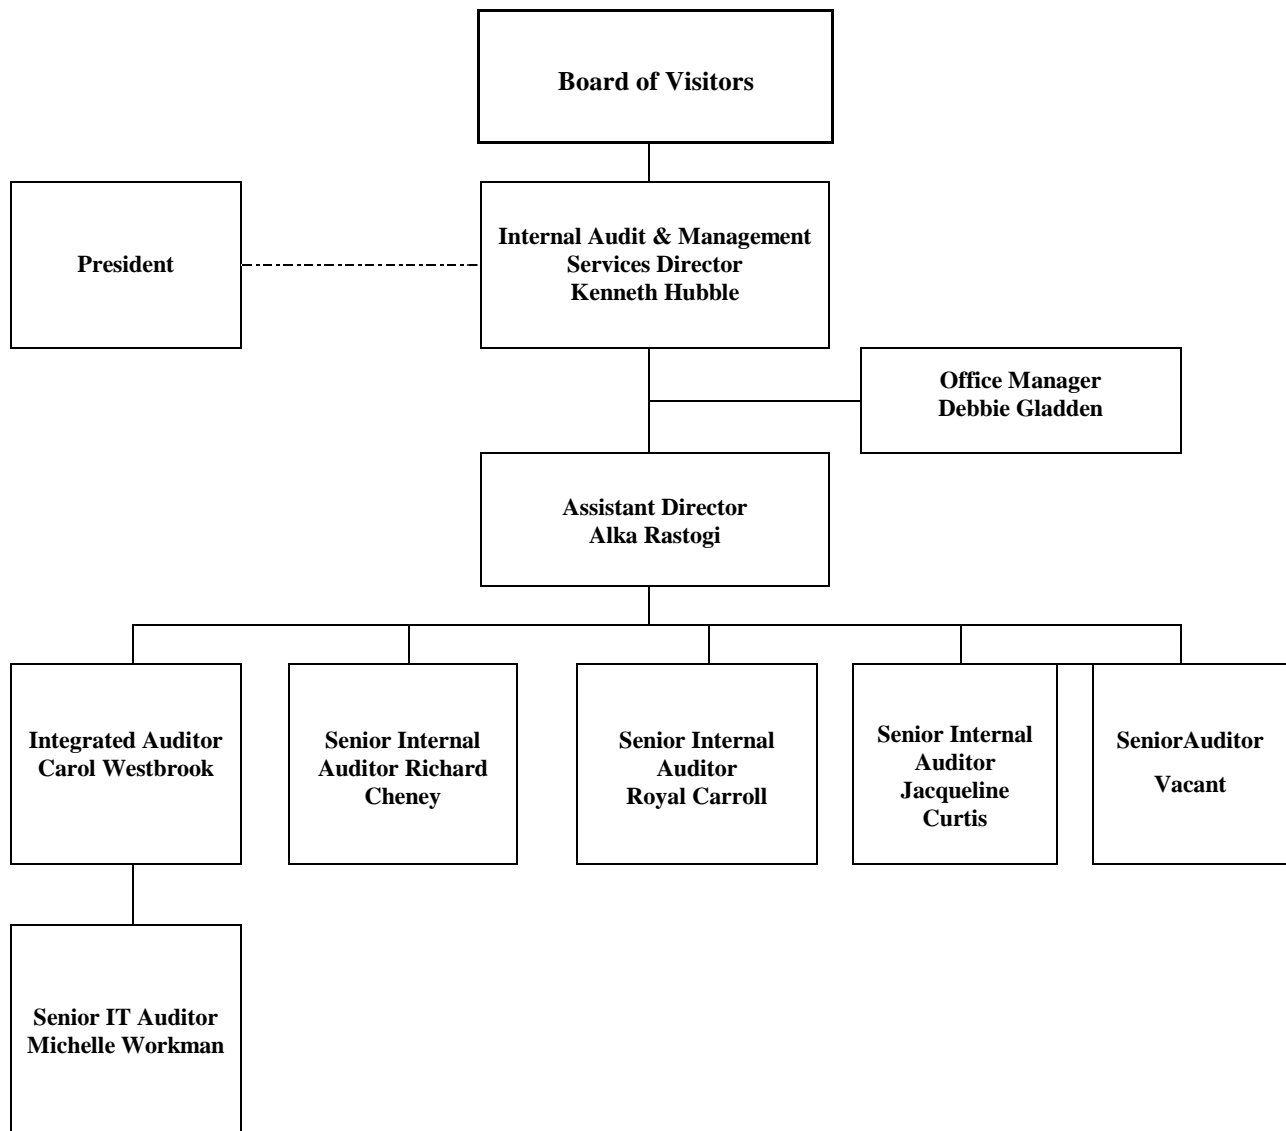 Board of Visitors
President
Internal Audit & Management
Services Director
Kenneth Hubble
Office Manager
Debbie Gladden
Assistant Director
Alka Rastogi
Integrated Auditor
Carol Westbrook
Senior Internal
Auditor Richard
Cheney
Senior Internal
Auditor
Royal Carroll
Senior Internal
Auditor
Jacqueline
Curtis
SeniorAuditor
Vacant
Senior IT Auditor
Michelle Workman